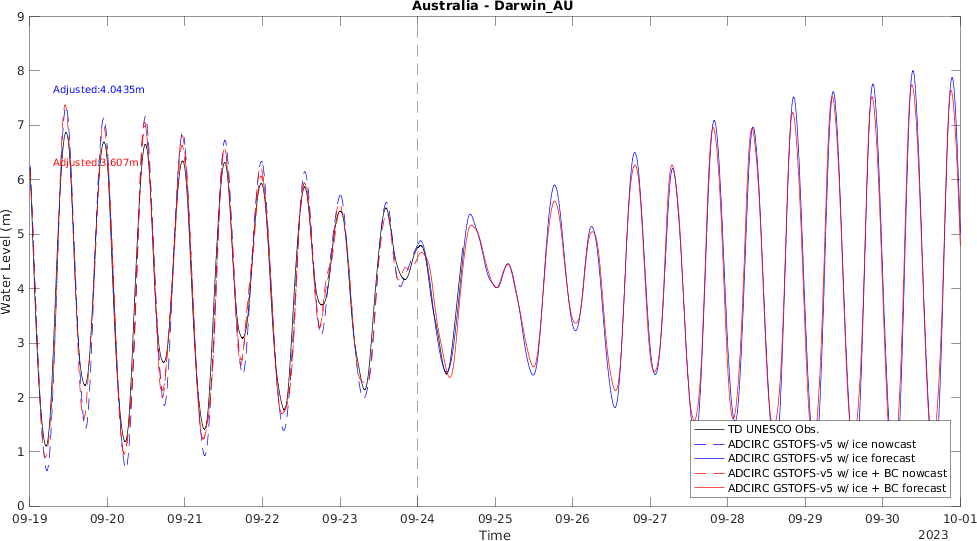 Australia - Darwin_AU
9
8
7
6
5
4
3
2
1
0
Water Level (m)
Adjusted:4.0435m
Adjusted:3.607m
TD UNESCO Obs.
ADCIRC GSTOFS-v5 w/ ice nowcast
ADCIRC GSTOFS-v5 w/ ice forecast
ADCIRC GSTOFS-v5 w/ ice + BC nowcast
ADCIRC GSTOFS-v5 w/ ice + BC forecast
09-19 09-20 09-21 09-22 09-23 09-24 09-25 09-26 09-27 09-28 09-29 09-30 10-01
Time
2023